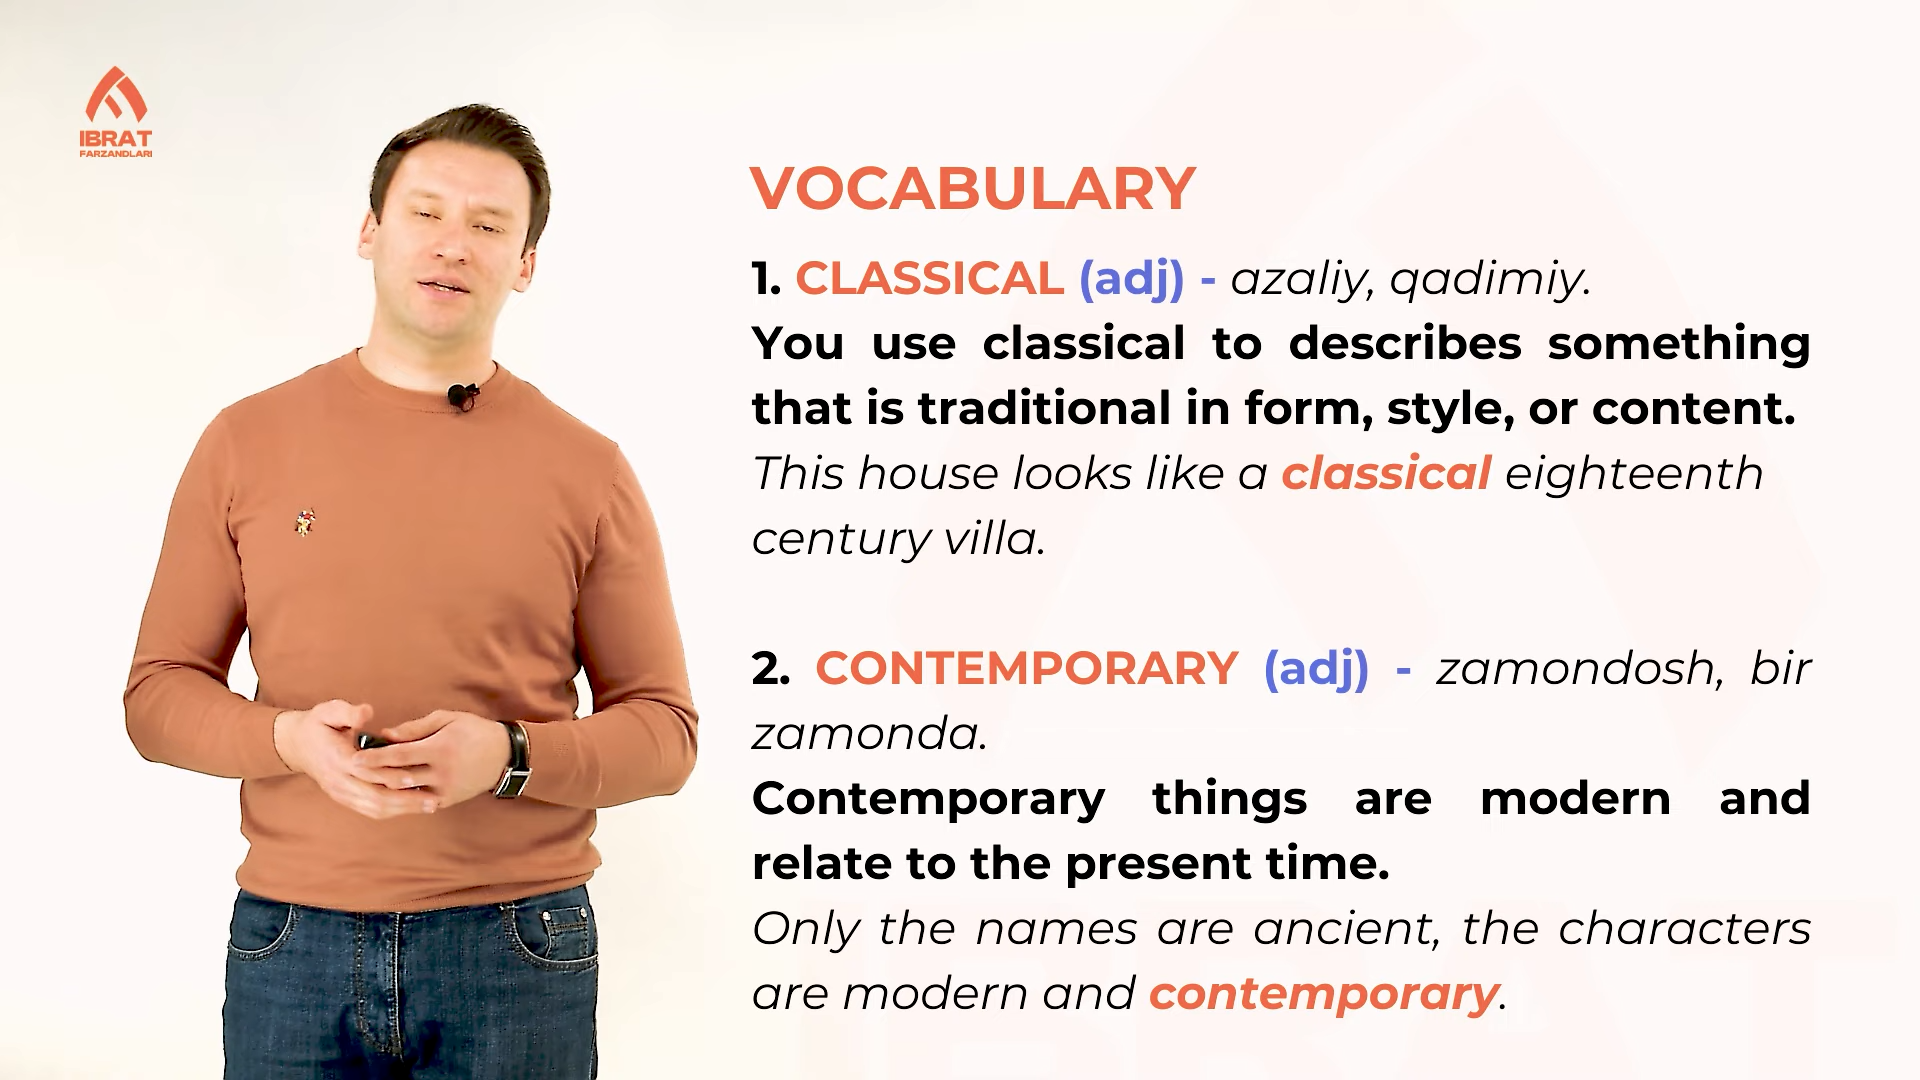 IBRAT
FARZANDLARI
VOCABULARY
1. CLASSICAL (adj) - azaliy, qadimiy.
You use classical to describes something
that is traditional in form, style, or content.
This house looks like a classical eighteenth
century villa.
2. CONTEMPORARY (adj) - zamondosh, bir
zamonda.
Contemporary things are modern and
relate to the present time.
Only the names are ancient, the characters
are modern and contemporary.